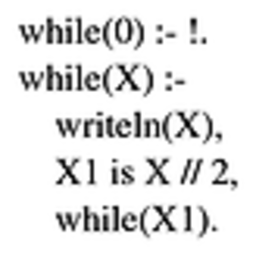 while(0) :- !.
while(X) :-
writeln(X),
X1 is X // 2,
while(X1).